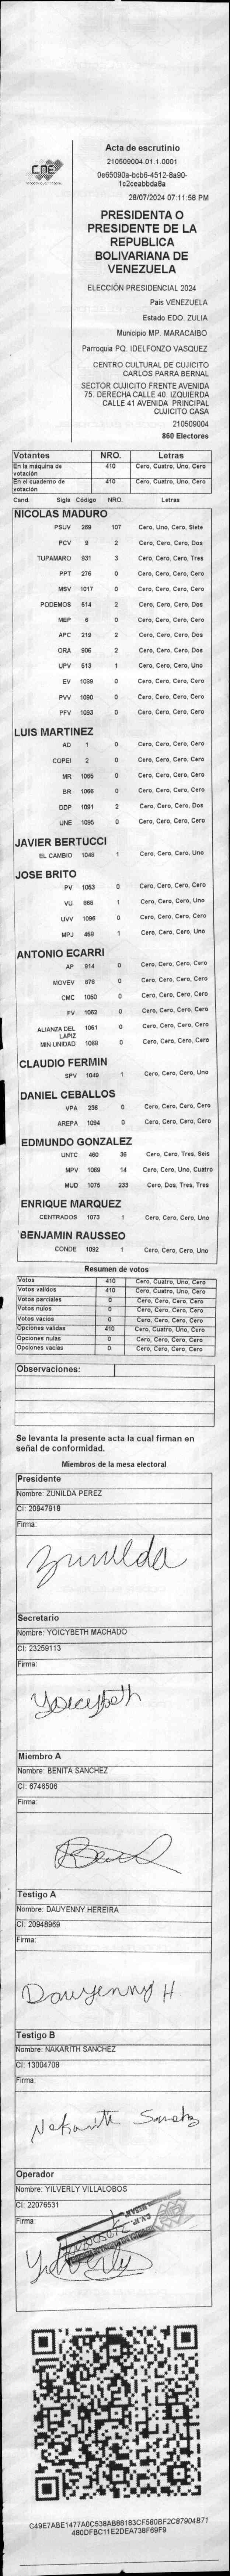 CNE
Acta de escrutinio
210509004.01.1.0001
0e65090a-bcb6-4512-8a90-
1c2ceabbda8a
28/07/2024 07:11:58 PM
PRESIDENTA O
PRESIDENTE DE LA
REPUBLICA
BOLIVARIANA DE
VENEZUELA
ELECCIÓN PRESIDENCIAL 2024
Pais VENEZUELA
Estado EDO. ZULIA
Municipio MP. MARACAIBO
Parroquia PQ. IDELFONZO VASQUEZ
CENTRO CULTURAL DE CUJICITO
CARLOS PARRA BERNAL
SECTOR CUJICITO FRENTE AVENIDA
75. DERECHA CALLE 40. IZQUIERDA
CALLE 41 AVENIDA PRINCIPAL
CUJICITO CASA
210509004
860 Electores
Votantes NRO. Letras
En la máquina de votación 410 Cero, Cuatro, Uno, Cero
En el cuaderno de votación 410 Cero, Cuatro, Uno, Cero
Cand. Sigla Código NRO. Letras
NICOLAS MADURO
PSUV 269 107 Cero, Uno, Cero, Siete
PCV 9 2 Cero, Cero, Cero, Dos
TUPAMARO 931 3 Cero, Cero, Cero, Tres
PPT 276 0 Cero, Cero, Cero, Cero
MSV 1017 0 Cero, Cero, Cero, Cero
PODEMOS 514 2 Cero, Cero, Cero, Dos
MEP 6 0 Cero, Cero, Cero, Cero
APC 219 2 Cero, Cero, Cero, Dos
ORA 906 2 Cero, Cero, Cero, Dos
UPV 513 1 Cero, Cero, Cero, Uno
EV 1089 0 Cero, Cero, Cero, Cero
PVV 1090 0 Cero, Cero, Cero, Cero
PFV 1093 0 Cero, Cero, Cero, Cero
LUIS MARTINEZ
AD 1 0 Cero, Cero, Cero, Cero
COPEI 2 0 Cero, Cero, Cero, Cero
MR 1065 0 Cero, Cero, Cero, Cero
BR 1066 0 Cero, Cero, Cero, Cero
DDP 1091 2 Cero, Cero, Cero, Dos
UNE 1095 0 Cero, Cero, Cero, Cero
JAVIER BERTUCCI
EL CAMBIO 1048 1 Cero, Cero, Cero, Uno
JOSE BRITO
PV 1053 0 Cero, Cero, Cero, Cero
VU 868 1 Cero, Cero, Cero, Uno
UVV 1096 0 Cero, Cero, Cero, Cero
MPJ 459 1 Cero, Cero, Cero, Uno
ANTONIO ECARRI
AP 814 0 Cero, Cero, Cero, Cero
MOVEV 878 0 Cero, Cero, Cero, Cero
CMC 1050 0 Cero, Cero, Cero, Cero
FV 1062 0 Cero, Cero, Cero, Cero
ALIANZA DEL LAPIZ 1051 0 Cero, Cero, Cero, Cero
MIN UNIDAD 1069 0 Cero, Cero, Cero, Cero
CLAUDIO FERMIN
SPV 1049 1 Cero, Cero, Cero, Uno
DANIEL CEBALLOS
VPA 236 0 Cero, Cero, Cero, Cero
AREPA 1094 0 Cero, Cero, Cero, Cero
EDMUNDO GONZALEZ
UNTC 460 36 Cero, Cero, Tres, Seis
MPV 1069 14 Cero, Cero, Uno, Cuatro
MUD 1075 233 Cero, Dos, Tres, Tres
ENRIQUE MARQUEZ
CENTRADOS 1073 1 Cero, Cero, Cero, Uno
BENJAMIN RAUSSEO
CONDE 1092 1 Cero, Cero, Cero, Uno
Resumen de votos
Votos 410 Cero, Cuatro, Uno, Cero
Votos validos 410 Cero, Cuatro, Uno, Cero
Votos parciales 0 Cero, Cero, Cero, Cero
Votos nulos 0 Cero, Cero, Cero, Cero
Votos vacios 0 Cero, Cero, Cero, Cero
Opciones validas 410 Cero, Cuatro, Uno, Cero
Opciones nulas 0 Cero, Cero, Cero, Cero
Opciones vacias 0 Cero, Cero, Cero, Cero
Observaciones:
Se levanta la presente acta la cual firman en
señal de conformidad.
Miembros de la mesa electoral
Presidente
Nombre: ZUNILDA PEREZ
CI: 20947918
Firma:
Zunilda
Secretario
Nombre: YOICYBETH MACHADO
CI: 23259113
Firma:
Yoicybeth
Miembro A
Nombre: BENITA SANCHEZ
CI: 6746506
Firma:
Testigo A
Nombre: DAUYENNY HEREIRA
CI: 20948969
Firma:
Dauyenny H
Testigo B
Nombre: NAKARITH SANCHEZ
CI: 13004708
Firma:
Nakarith Sanchez
Operador
Nombre: YILVERLY VILLALOBOS
CI: 22076531
Firma:
Yilverly
C49E7ABE1477A0C538AB88183CF580BF2C87904B71
480DFBC11E2DEA738F69F9